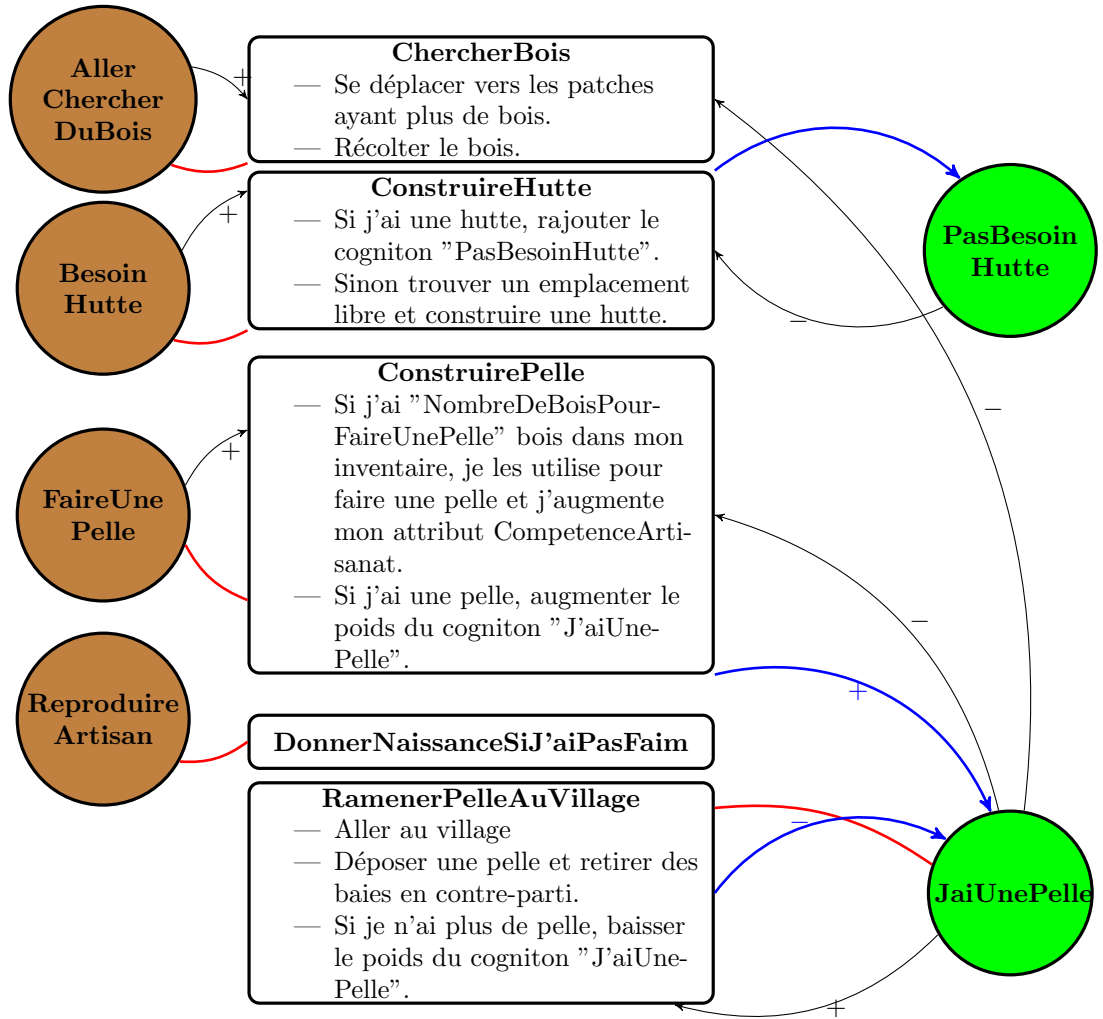 Aller
Chercher
DuBois
+
ChercherBois
— Se déplacer vers les patches
ayant plus de bois.
— Récolter le bois.
Besoin
Hutte
+
ConstruireHutte
— Si j'ai une hutte, rajouter le
cogniton ”PasBesoinHutte”.
— Sinon trouver un emplacement
libre et construire une hutte.
PasBesoin
Hutte
−
−
FaireUne
Pelle
+
ConstruirePelle
— Si j'ai ”NombreDeBoisPour-
FaireUnePelle” bois dans mon
inventaire, je les utilise pour
faire une pelle et j'augmente
mon attribut CompetenceArti-
sanat.
— Si j'ai une pelle, augmenter le
poids du cogniton ”J'aiUne-
Pelle”.
−
+
Reproduire
Artisan
DonnerNaissanceSiJ'aiPasFaim
RamenerPelleAuVillage
— Aller au village
— Déposer une pelle et retirer des
baies en contre-parti.
— Si je n'ai plus de pelle, baisser
le poids du cogniton ”J'aiUne-
Pelle”.
−
JaiUnePelle
+